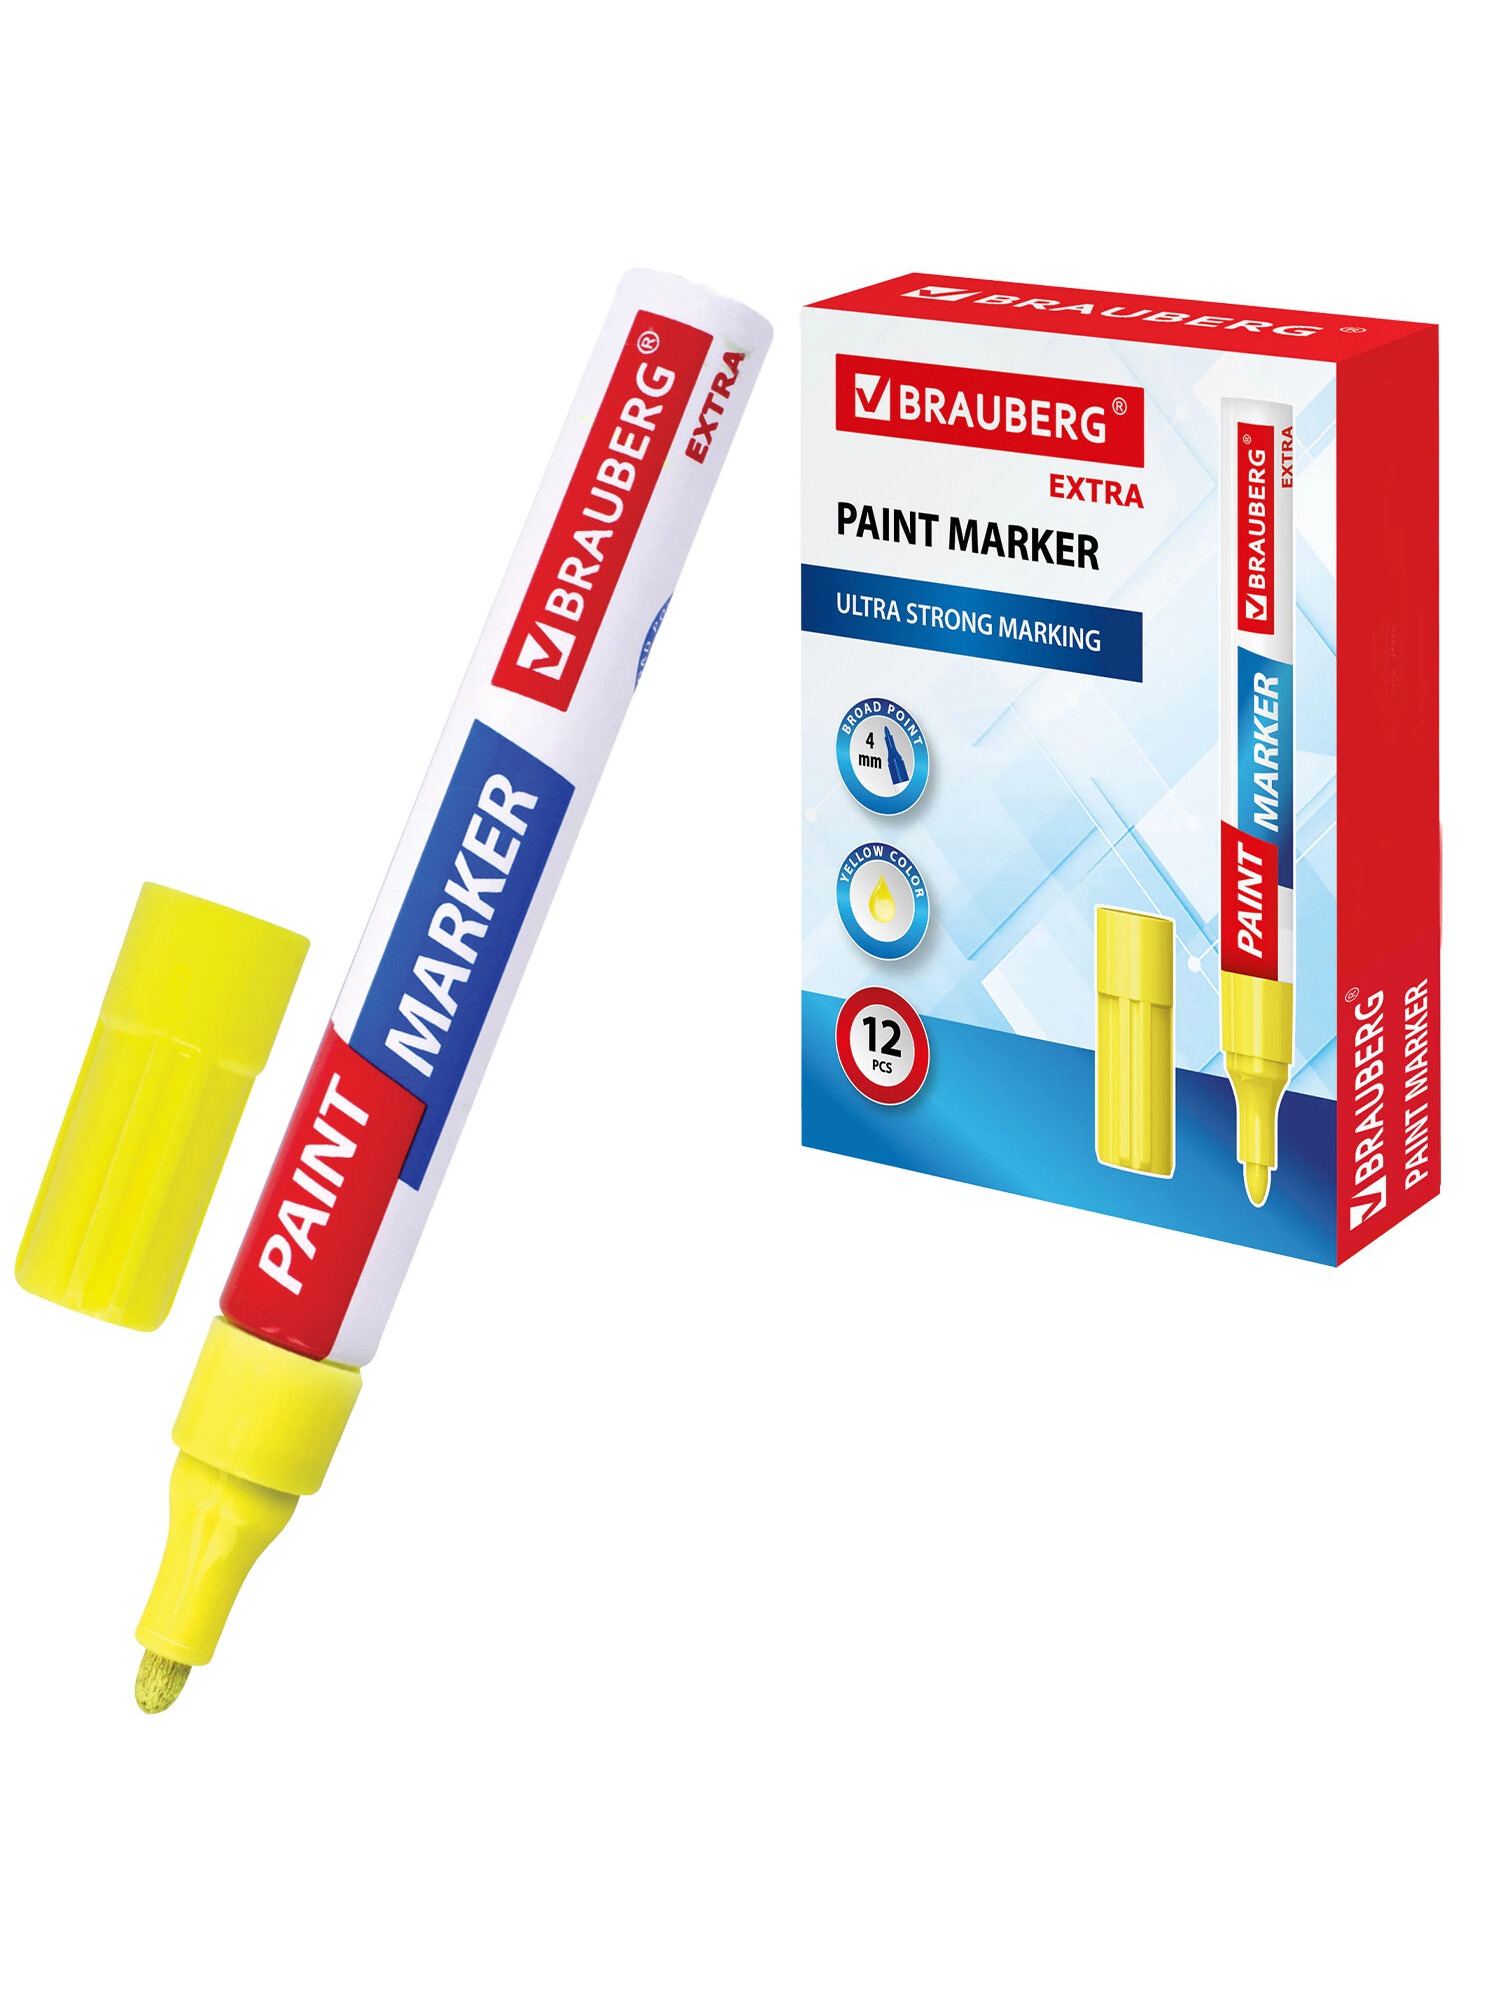 BRAUBERG®
EXTRA
MARKER
PAINT
BRAUBERG ®
BRAUBERG®
EXTRA
PAINT MARKER
ULTRA STRONG MARKING
BROAD POINT
4
mm
YELLOW COLOR
12
PCS
BRAUBERG®
EXTRA
MARKER
PAINT
BRAUBERG®
PAINT MARKER